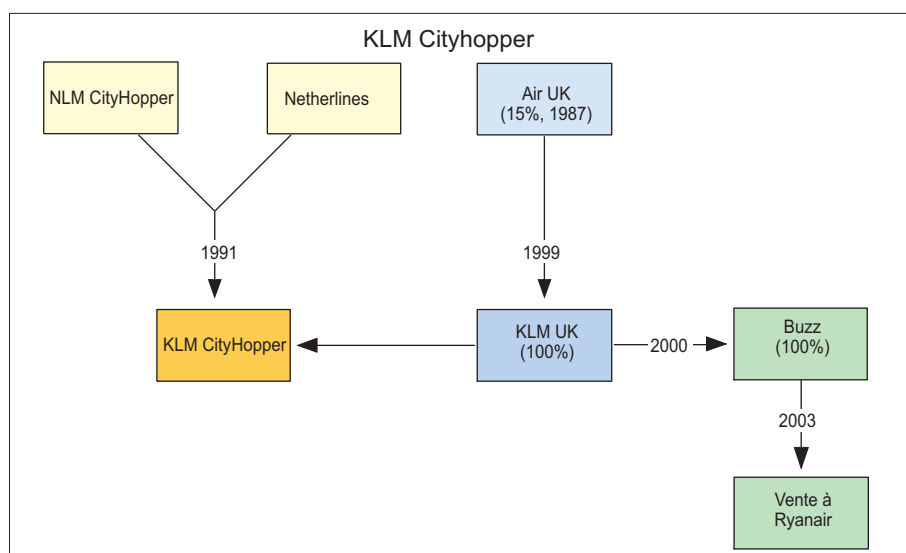 KLM Cityhopper
NLM CityHopper
Netherlines
Air UK
(15%, 1987)
1991
1999
KLM CityHopper
KLM UK
(100%)
2000
Buzz
(100%)
2003
Vente à
Ryanair